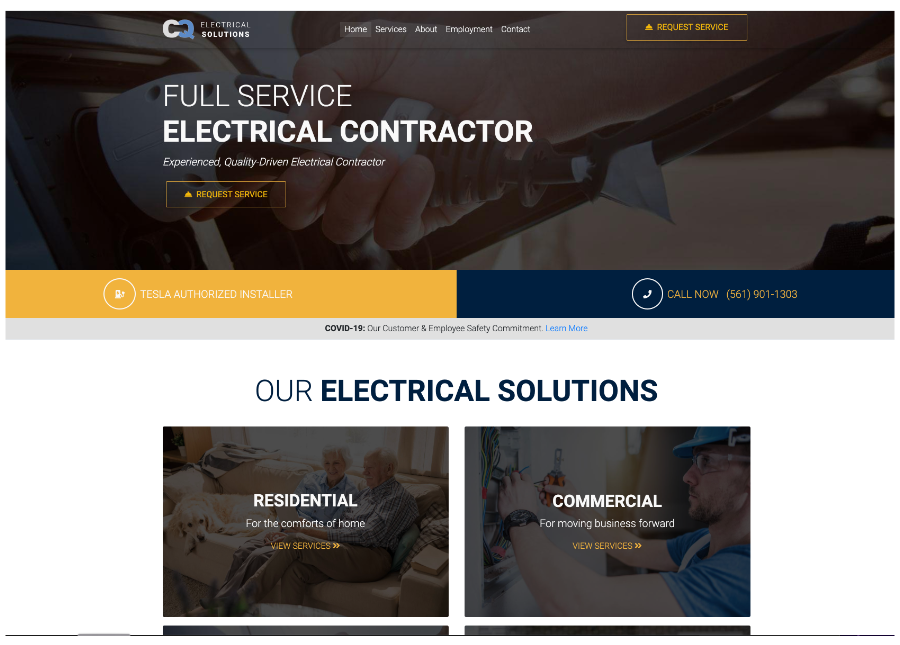 CQ ELECTRICAL
SOLUTIONS
Home Services About Employment Contact
REQUEST SERVICE
FULL SERVICE
ELECTRICAL CONTRACTOR
Experienced, Quality-Driven Electrical Contractor
REQUEST SERVICE
TESLA AUTHORIZED INSTALLER
CALL NOW (561) 901-1303
COVID-19: Our Customer & Employee Safety Commitment. Learn More
OUR ELECTRICAL SOLUTIONS
RESIDENTIAL
For the comforts of home
VIEW SERVICES »
COMMERCIAL
For moving business forward
VIEW SERVICES »